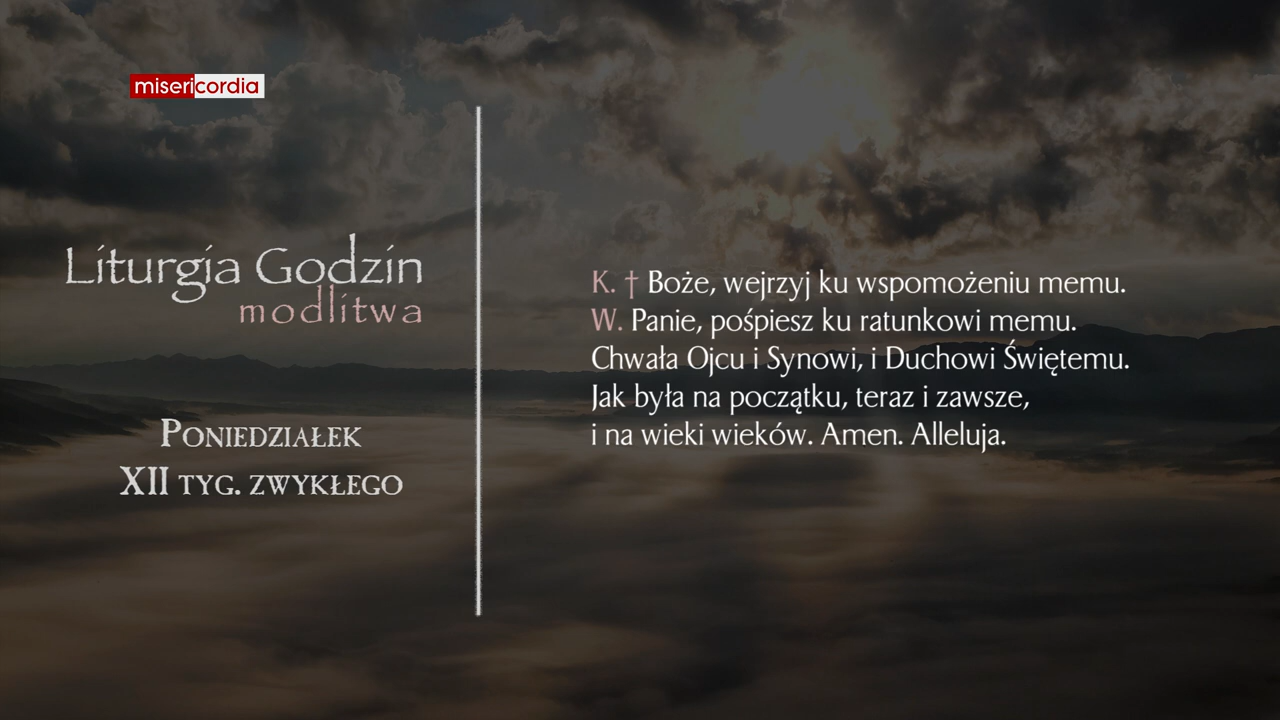 misericordia
Liturgia Godzin
modlitwa
Poniedziałek
XII tyg. zwykłego
K. † Boże, wejrzyj ku wspomożeniu memu.
W. Panie, pośpiesz ku ratunkowi memu.
Chwała Ojcu i Synowi, i Duchowi Świętemu.
Jak była na początku, teraz i zawsze,
i na wieki wieków. Amen. Alleluja.